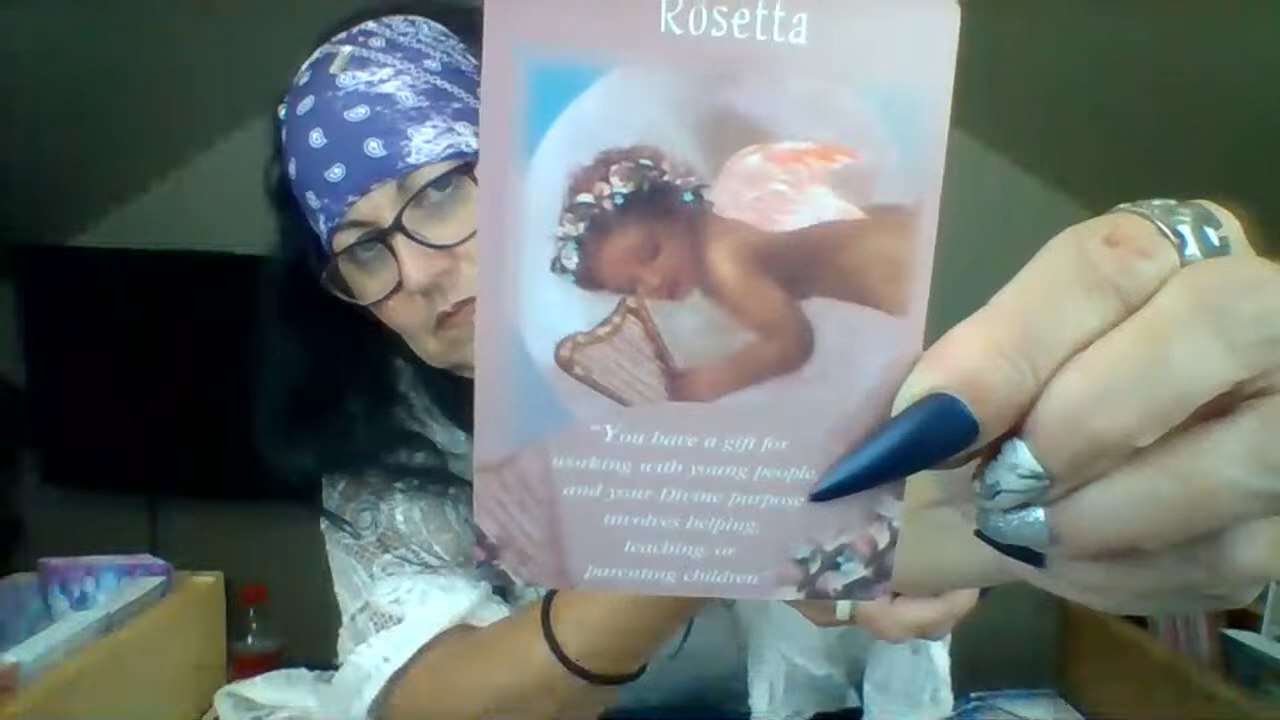 Rosetta
"You have a gift for
working with young people,
and your Divine purpose
involves helping,
teaching, or
parenting children"